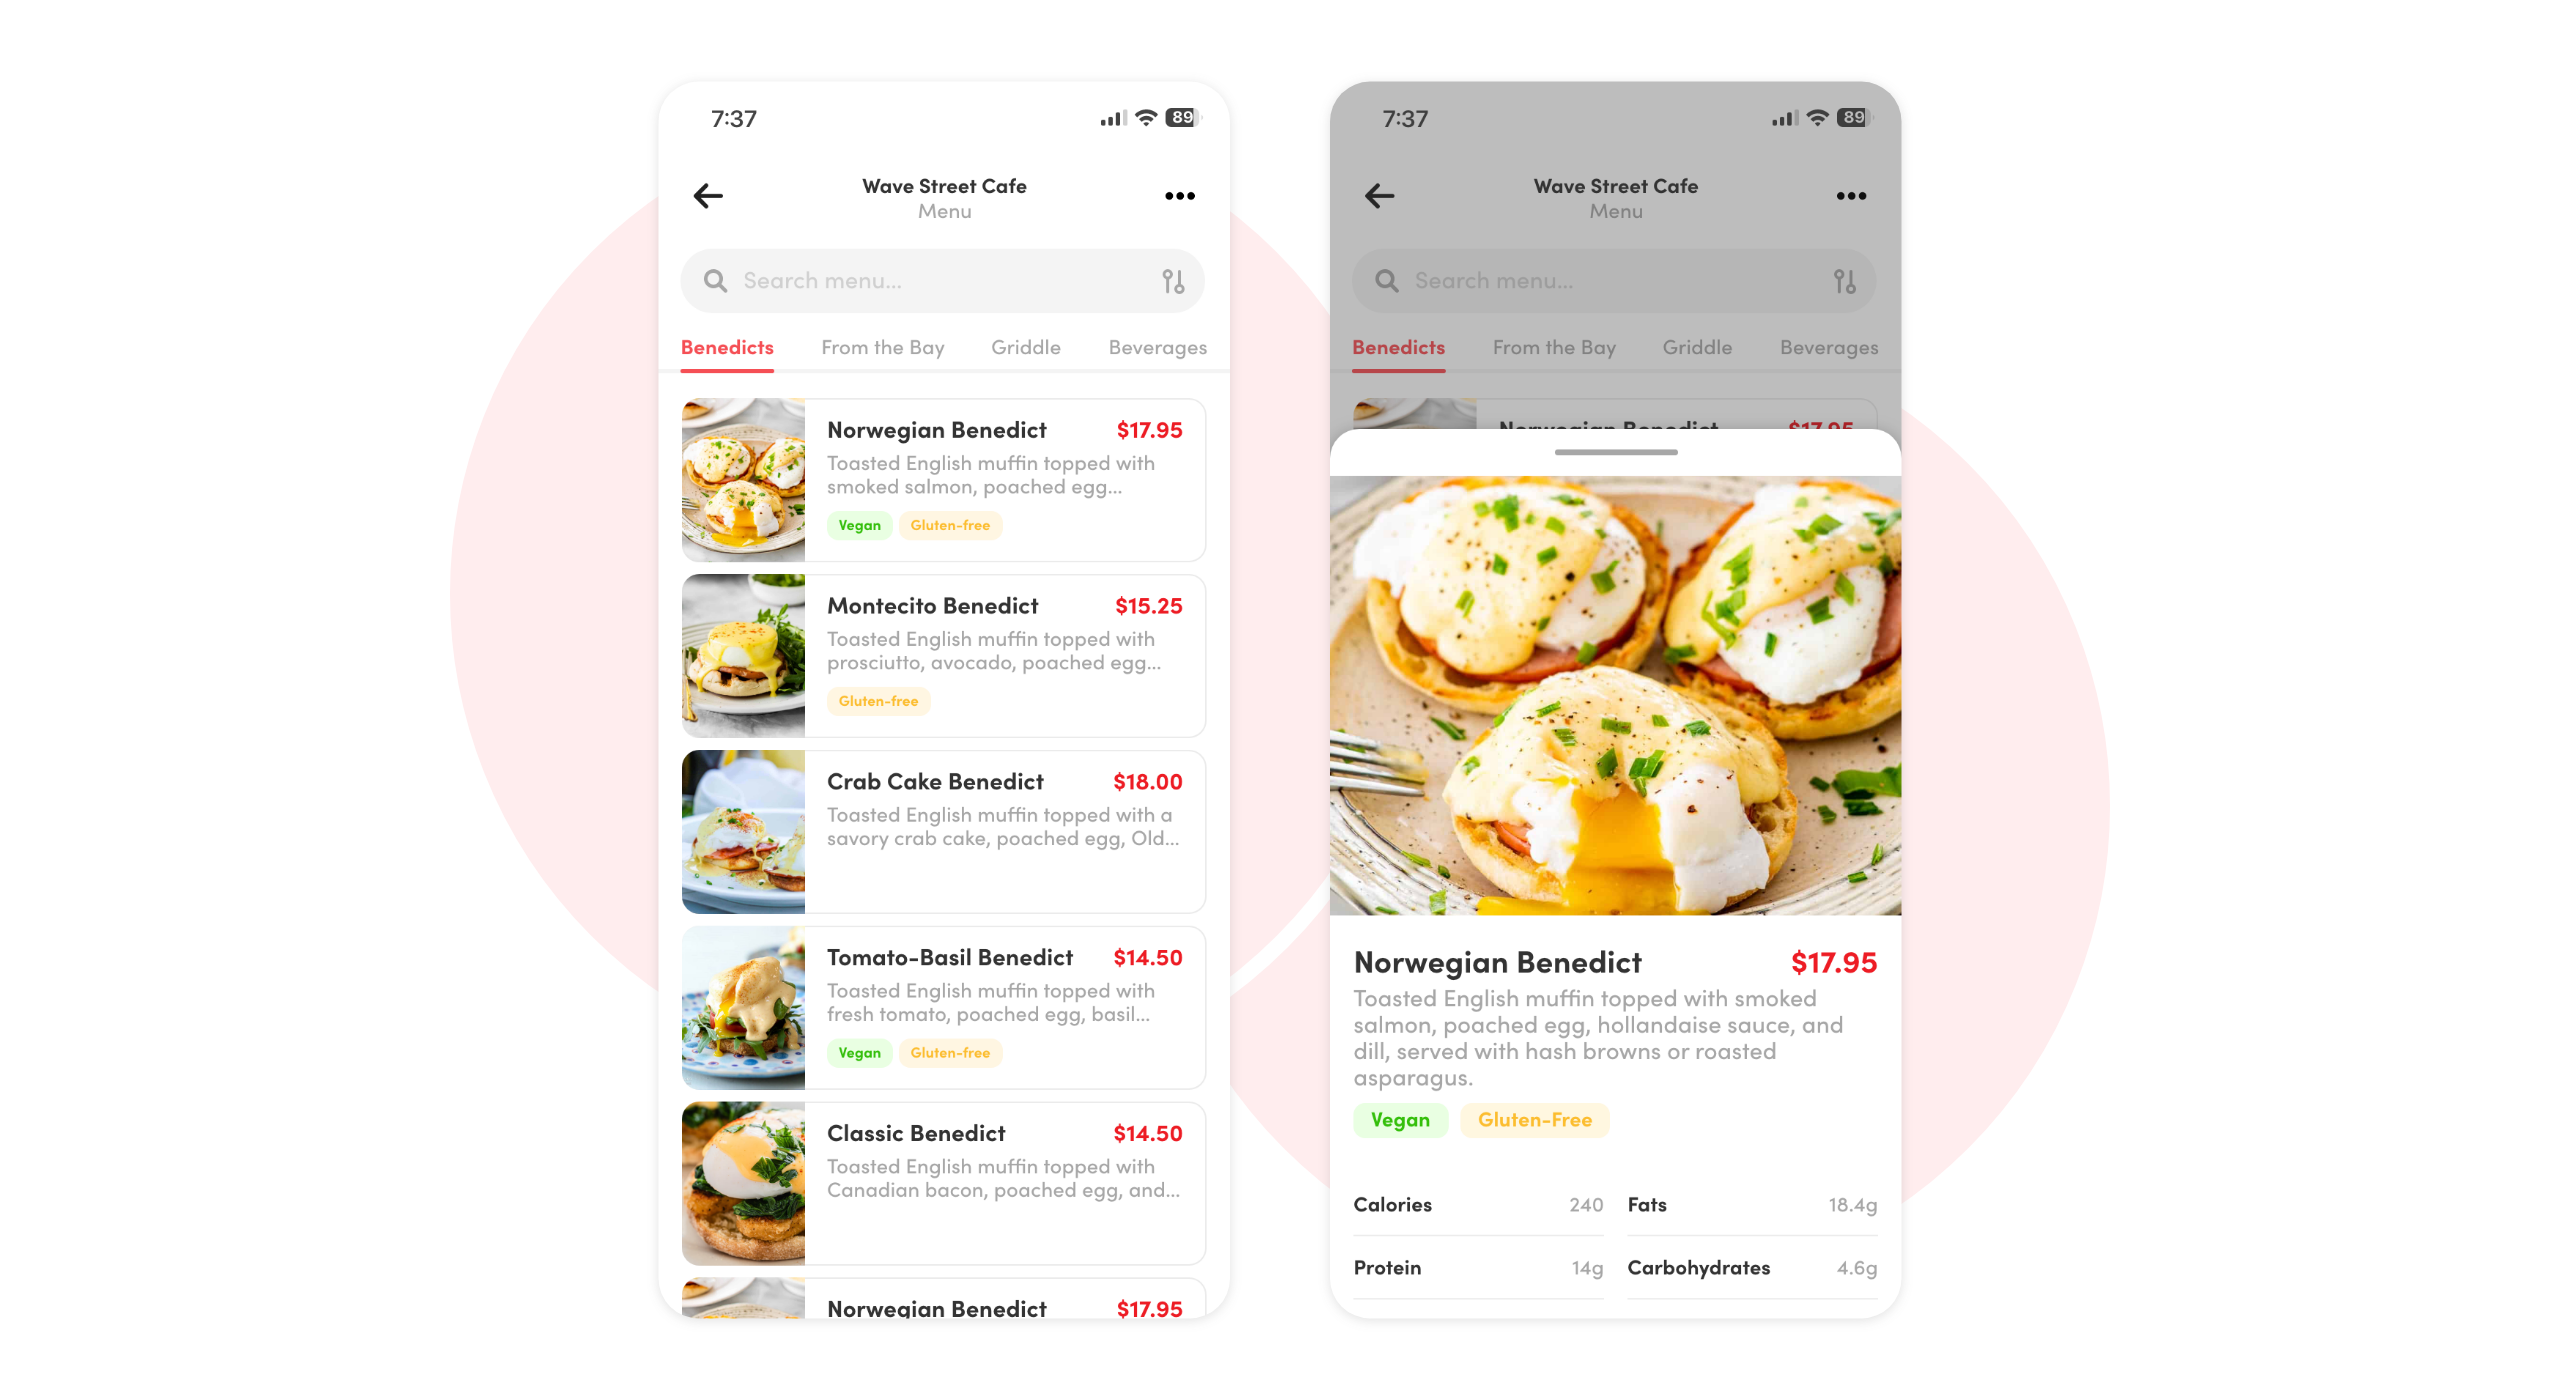 7:37
89
Wave Street Cafe
Menu
Search menu...
Benedicts From the Bay Griddle Beverages
Norwegian Benedict $17.95
Toasted English muffin topped with
smoked salmon, poached egg...
Vegan Gluten-free
Montecito Benedict $15.25
Toasted English muffin topped with
prosciutto, avocado, poached egg...
Gluten-free
Crab Cake Benedict $18.00
Toasted English muffin topped with a
savory crab cake, poached egg, Old...
Tomato-Basil Benedict $14.50
Toasted English muffin topped with
fresh tomato, poached egg, basil...
Vegan Gluten-free
Classic Benedict $14.50
Toasted English muffin topped with
Canadian bacon, poached egg, and...
Norwegian Benedict $17.95
7:37
89
Wave Street Cafe
Menu
Search menu...
Benedicts From the Bay Griddle Beverages
Norwegian Benedict $17.95
Norwegian Benedict $17.95
Toasted English muffin topped with smoked
salmon, poached egg, hollandaise sauce, and
dill, served with hash browns or roasted
asparagus.
Vegan Gluten-Free
Calories 240 Fats 18.4g
Protein 14g Carbohydrates 4.6g